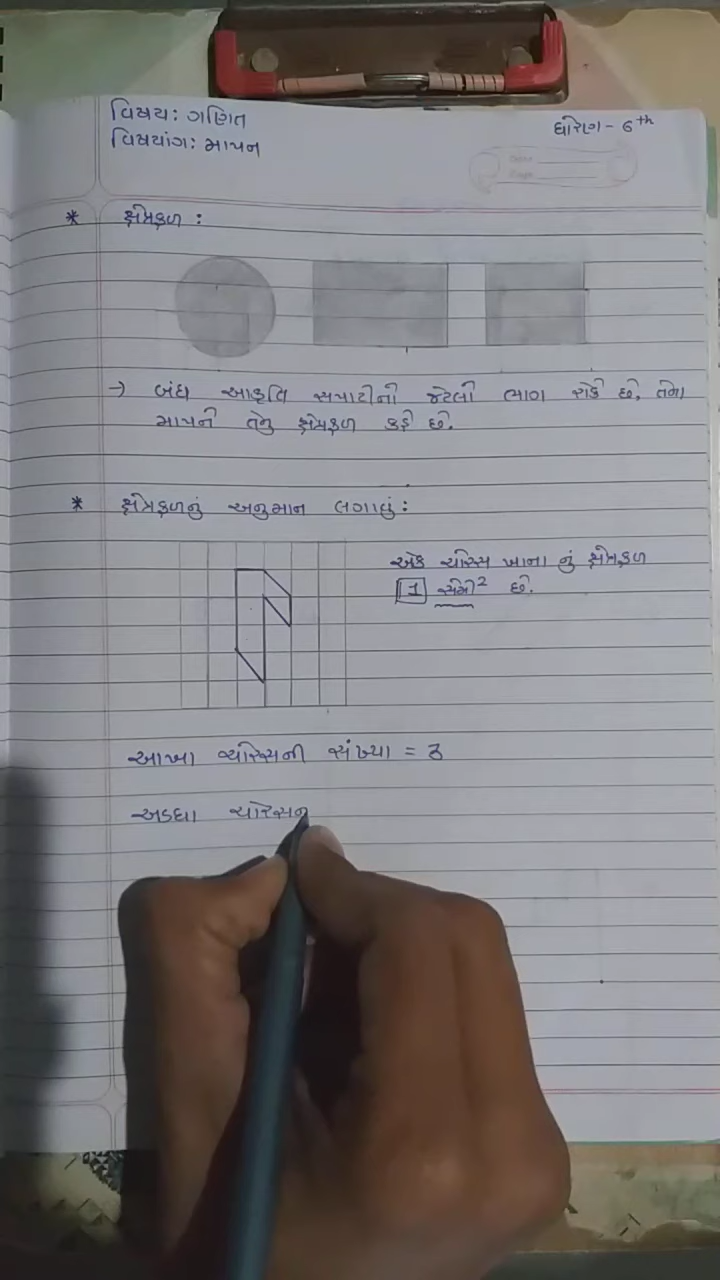 વિષય: ગણિત
ધોરણ - 6th
વિષયાંગ: માપન
* ક્ષેત્રફળ :
→ બંધ આકૃતિ સપાટીનો જેટલો ભાગ રોકે છે, તેના
માપને તેનુ ક્ષેત્રફળ કહે છે.
* ક્ષેત્રફળનું અનુમાન લગાવું:
એક ચોરસ ખાના નું ક્ષેત્રફળ
1 સેમી² છે.
આખા ચોરસની સંખ્યા = 3
અડધા ચોરસન